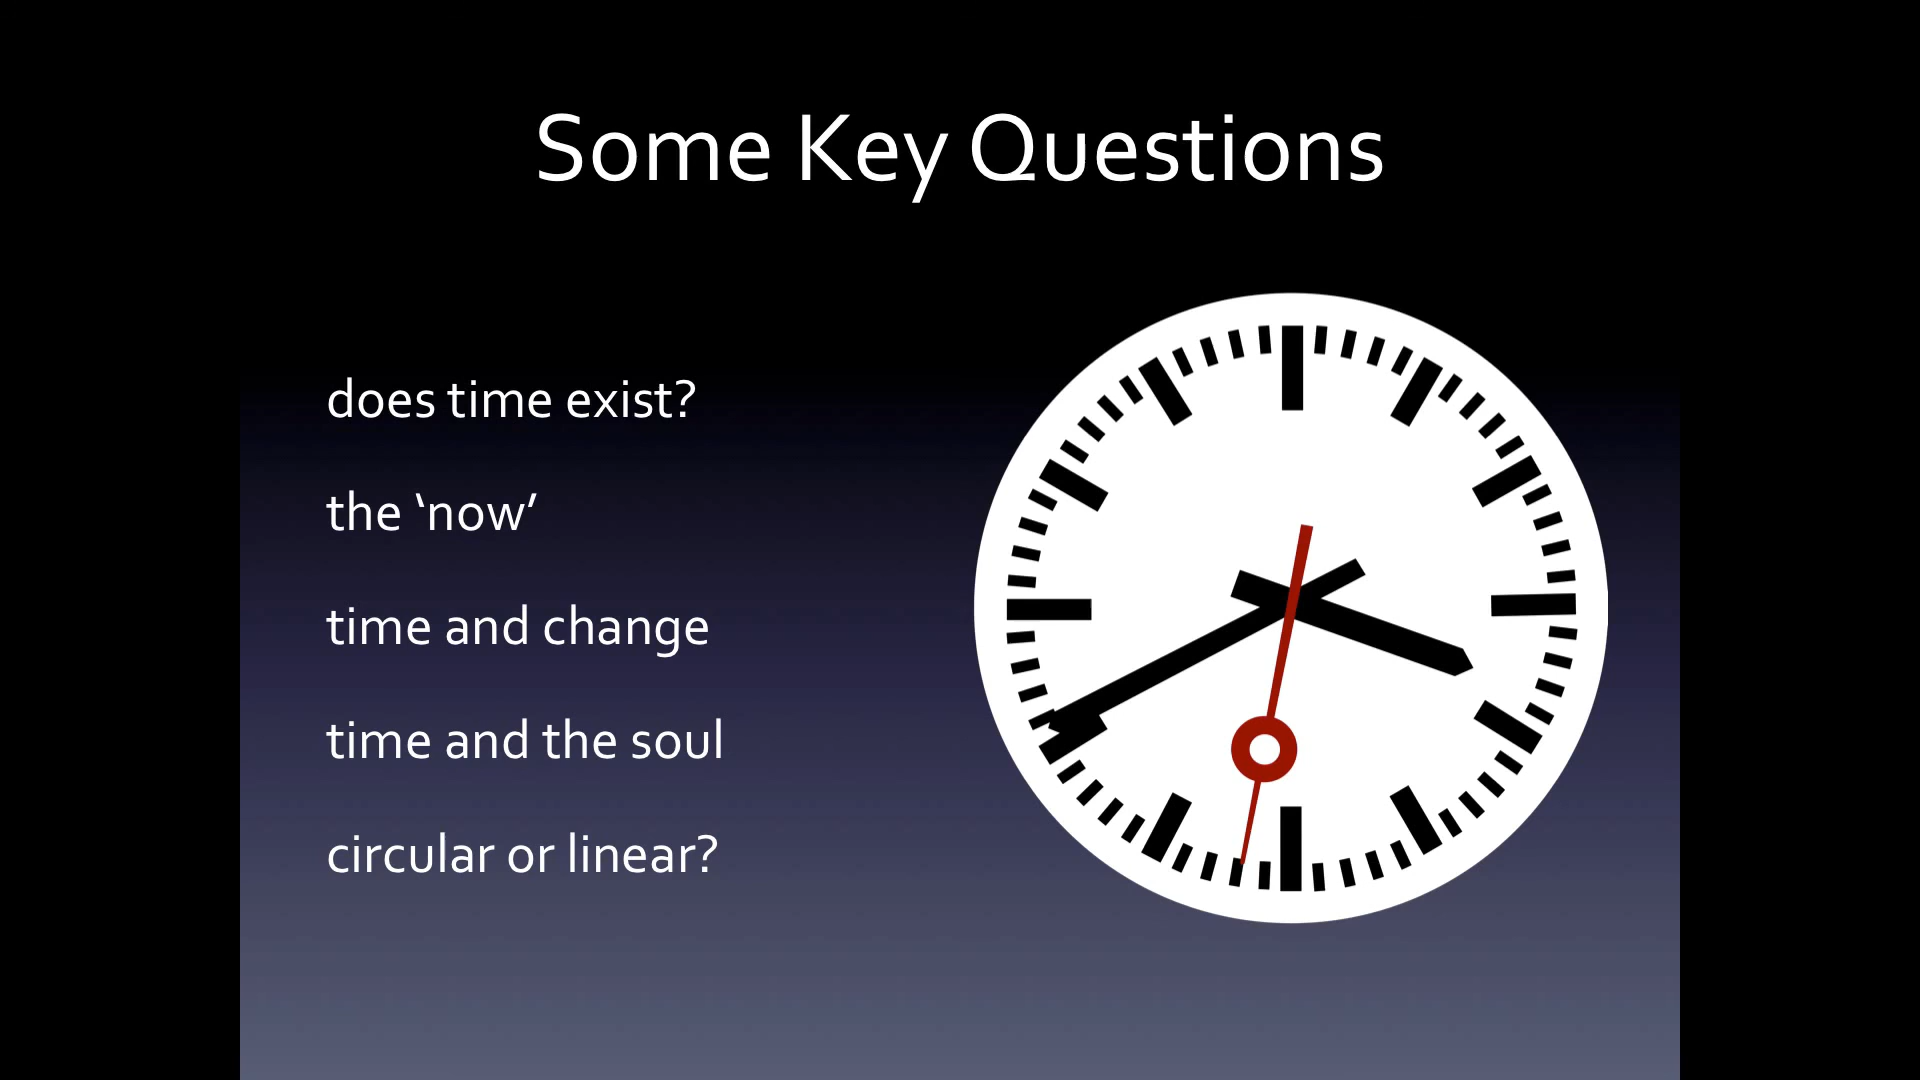 Some Key Questions
does time exist?
the ‘now’
time and change
time and the soul
circular or linear?